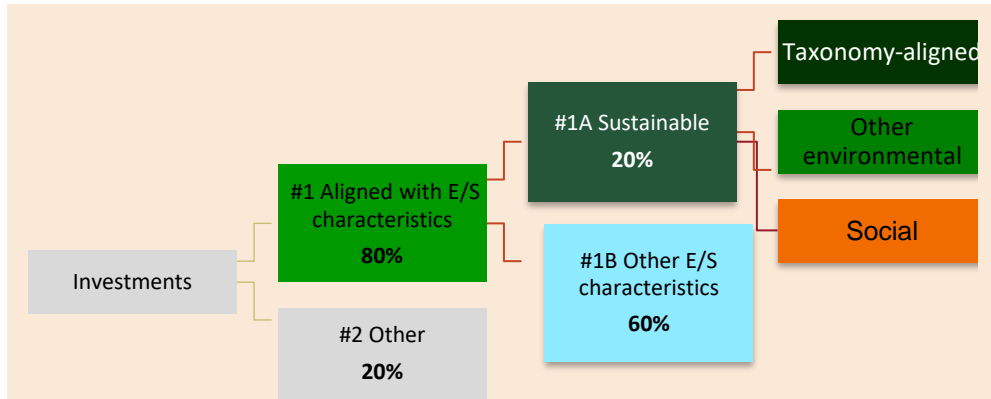 Taxonomy-aligned
#1A Sustainable
20%
Other
environmental
#1 Aligned with E/S
characteristics
80%
Social
#1B Other E/S
characteristics
60%
Investments
#2 Other
20%